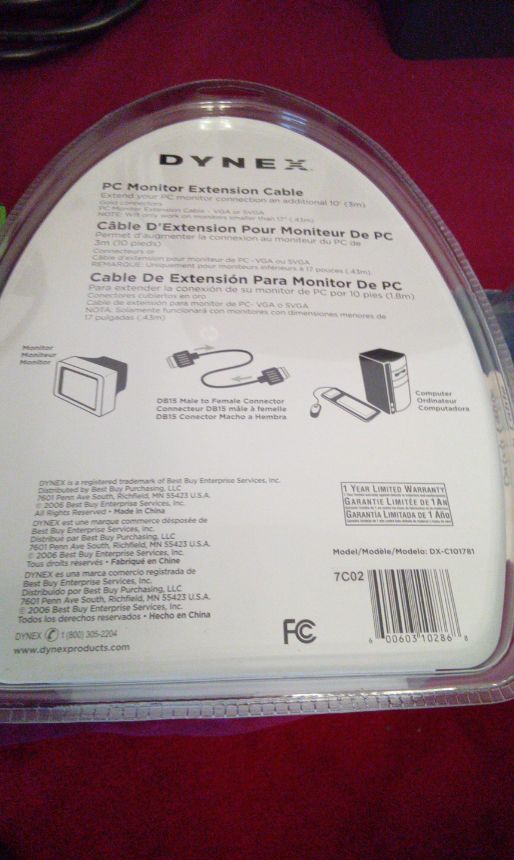 DYNEX
PC Monitor Extension Cable
Extend your PC monitor connection an additional 10' (3m)
Gold connectors
PC Monitor Extension Cable - VGA or SVGA
NOTE: Will only work on monitors smaller than 17" (.43m)
Câble D'Extension Pour Moniteur De PC
Permet d'augmenter la connexion au moniteur du PC de
3m (10 pieds)
Connecteurs or
Câble d'extension pour moniteur de PC -VGA ou SVGA
REMARQUE: Uniquement pour moniteurs inférieurs à 17 pouces (.43m)
Cable De Extensión Para Monitor De PC
Para extender la conexión de su monitor de PC por 10 pies (1.8m)
Conectores cubiertos en oro
Cable de extensión para monitor de PC- VGA o SVGA
NOTA: Solamente funcionará con monitores con dimensiones menores de
17 pulgadas (.43m)
Monitor
Moniteur
Monitor
DB15 Male to Female Connector
Connecteur DB15 mâle à femelle
DB15 Conector Macho a Hembra
Computer
Ordinateur
Computadora
DYNEX is a registered trademark of Best Buy Enterprise Services, Inc.
Distributed by Best Buy Purchasing, LLC
7601 Penn Ave South, Richfield, MN 55423 U.S.A.
© 2006 Best Buy Enterprise Services, Inc.
All Rights Reserved • Made in China
DYNEX est une marque commerce désposée de
Best Buy Enterprise Services, Inc.
Distribué par Best Buy Purchasing, LLC
7601 Penn Ave South, Richfield, MN 55423 U.S.A.
© 2006 Best Buy Enterprise Services, Inc.
Tous droits réservés • Fabriqué en Chine
DYNEX es una marca comercio registrada de
Best Buy Enterprise Services, Inc.
Distribuido por Best Buy Purchasing, LLC
7601 Penn Ave South, Richfield, MN 55423 U.S.A.
© 2006 Best Buy Enterprise Services, Inc.
Todos los derechos reservados • Hecho en China
DYNEX 1 (800) 305-2204
www.dynexproducts.com
1 YEAR LIMITED WARRANTY
GARANTIE LIMITÉE DE 1 AN
GARANTÍA LIMITADA DE 1 AÑO
Model/Modèle/Modelo: DX-C101781
7C02
FC
6 00603 10286 8